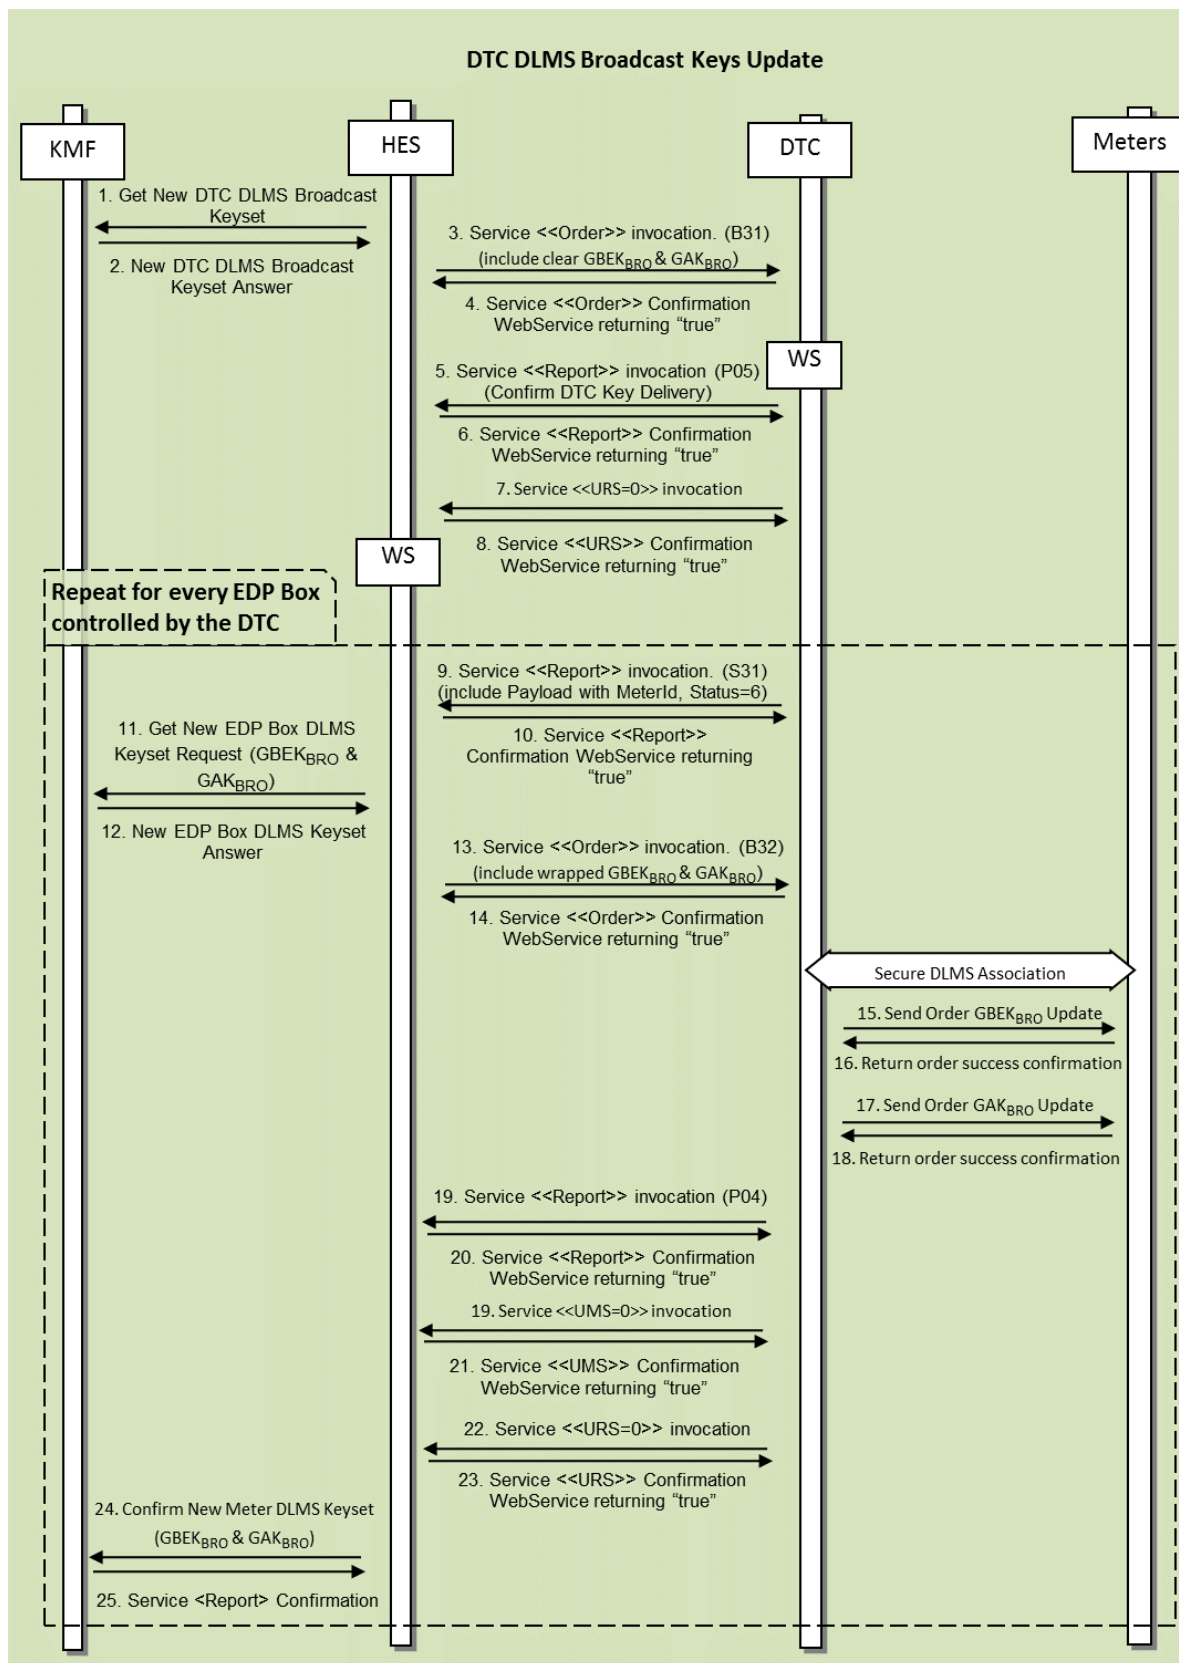 DTC DLMS Broadcast Keys Update
KMF
HES
DTC
Meters
1. Get New DTC DLMS Broadcast
Keyset
2. New DTC DLMS Broadcast
Keyset Answer
3. Service <<Order>> invocation. (B31)
(include clear GBEKBRO & GAKBRO)
4. Service <<Order>> Confirmation
WebService returning “true”
WS
5. Service <<Report>> invocation (P05)
(Confirm DTC Key Delivery)
6. Service <<Report>> Confirmation
WebService returning “true”
7. Service <<URS=0>> invocation
8. Service <<URS>> Confirmation
WebService returning “true”
WS
Repeat for every EDP Box
controlled by the DTC
9. Service <<Report>> invocation. (S31)
(include Payload with MeterId, Status=6)
10. Service <<Report>>
Confirmation WebService returning
“true”
11. Get New EDP Box DLMS
Keyset Request (GBEKBRO &
GAKBRO)
12. New EDP Box DLMS Keyset
Answer
13. Service <<Order>> invocation. (B32)
(include wrapped GBEKBRO & GAKBRO)
14. Service <<Order>> Confirmation
WebService returning “true”
Secure DLMS Association
15. Send Order GBEKBRO Update
16. Return order success confirmation
17. Send Order GAKBRO Update
18. Return order success confirmation
19. Service <<Report>> invocation (P04)
20. Service <<Report>> Confirmation
WebService returning “true”
19. Service <<UMS=0>> invocation
21. Service <<UMS>> Confirmation
WebService returning “true”
22. Service <<URS=0>> invocation
23. Service <<URS>> Confirmation
WebService returning “true”
24. Confirm New Meter DLMS Keyset
(GBEKBRO & GAKBRO)
25. Service <Report> Confirmation